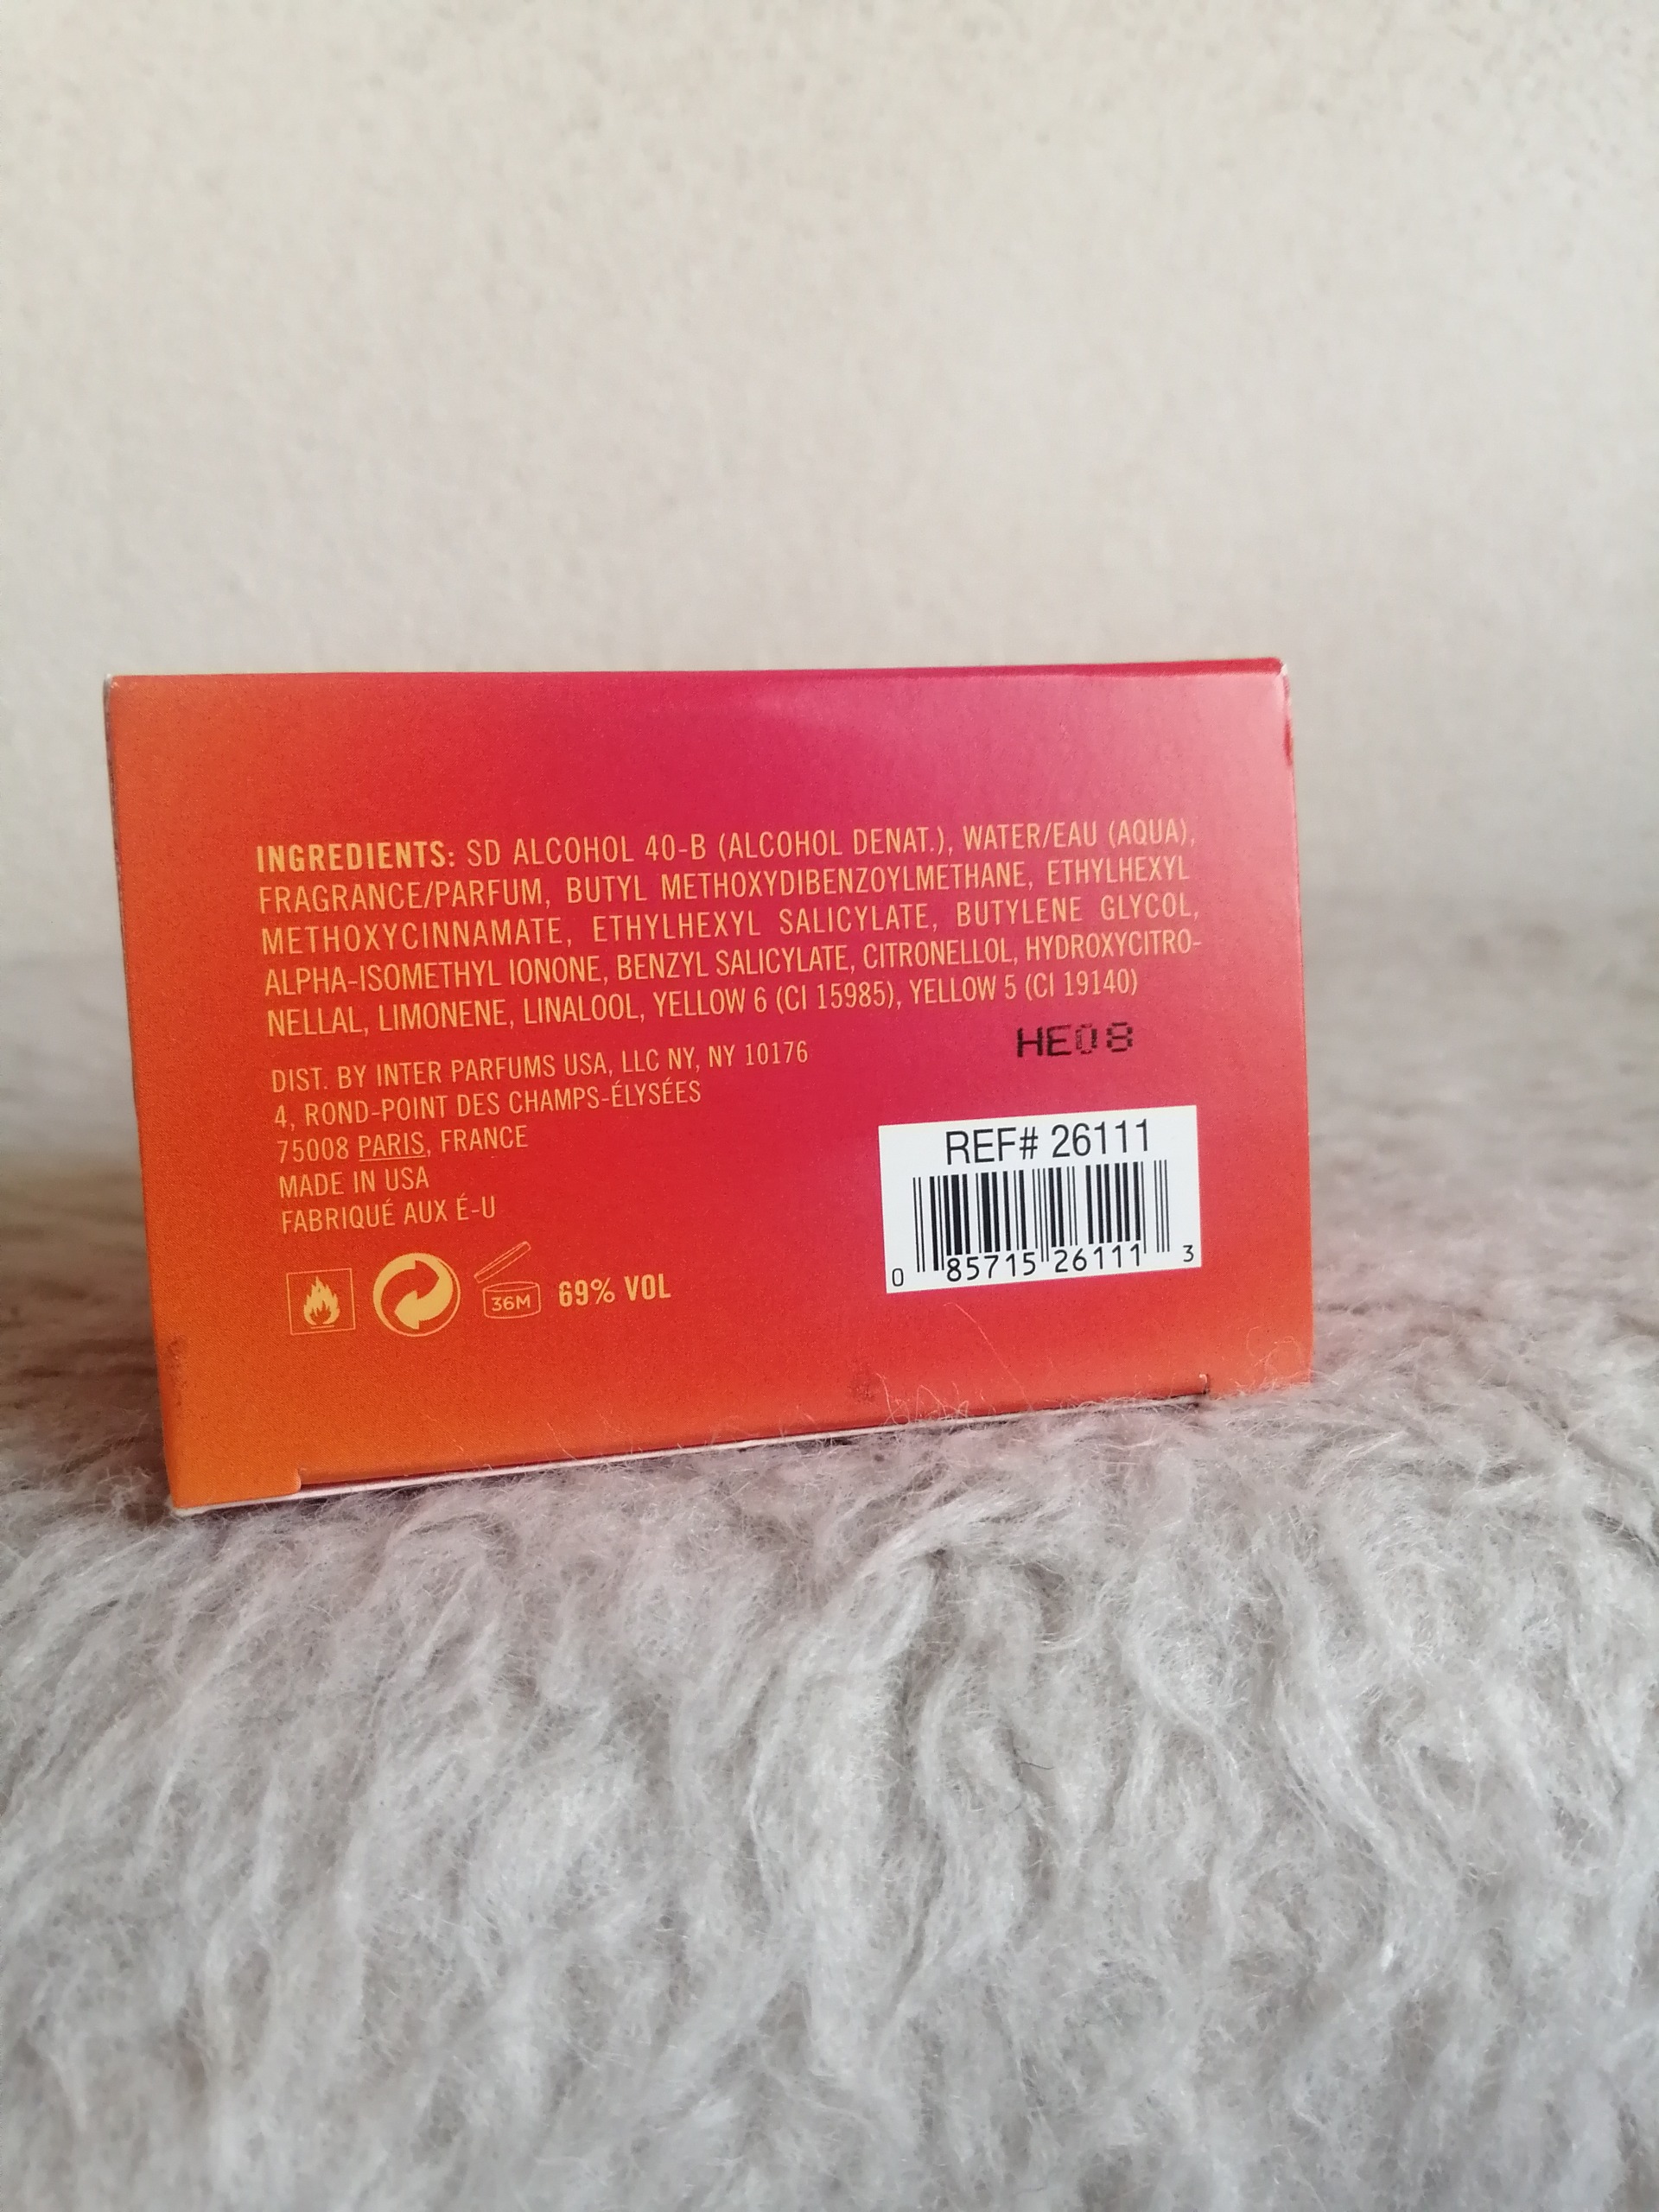 INGREDIENTS: SD ALCOHOL 40-B (ALCOHOL DENAT.), WATER/EAU (AQUA),
FRAGRANCE/PARFUM, BUTYL METHOXYDIBENZOYLMETHANE, ETHYLHEXYL
METHOXYCINNAMATE, ETHYLHEXYL SALICYLATE, BUTYLENE GLYCOL,
ALPHA-ISOMETHYL IONONE, BENZYL SALICYLATE, CITRONELLOL, HYDROXYCITRO-
NELLAL, LIMONENE, LINALOOL, YELLOW 6 (CI 15985), YELLOW 5 (CI 19140)
HE08
DIST. BY INTER PARFUMS USA, LLC NY, NY 10176
4, ROND-POINT DES CHAMPS-ÉLYSÉES
75008 PARIS, FRANCE
MADE IN USA
FABRIQUÉ AUX É-U
36M 69% VOL
REF# 26111
0 85715 26111 3